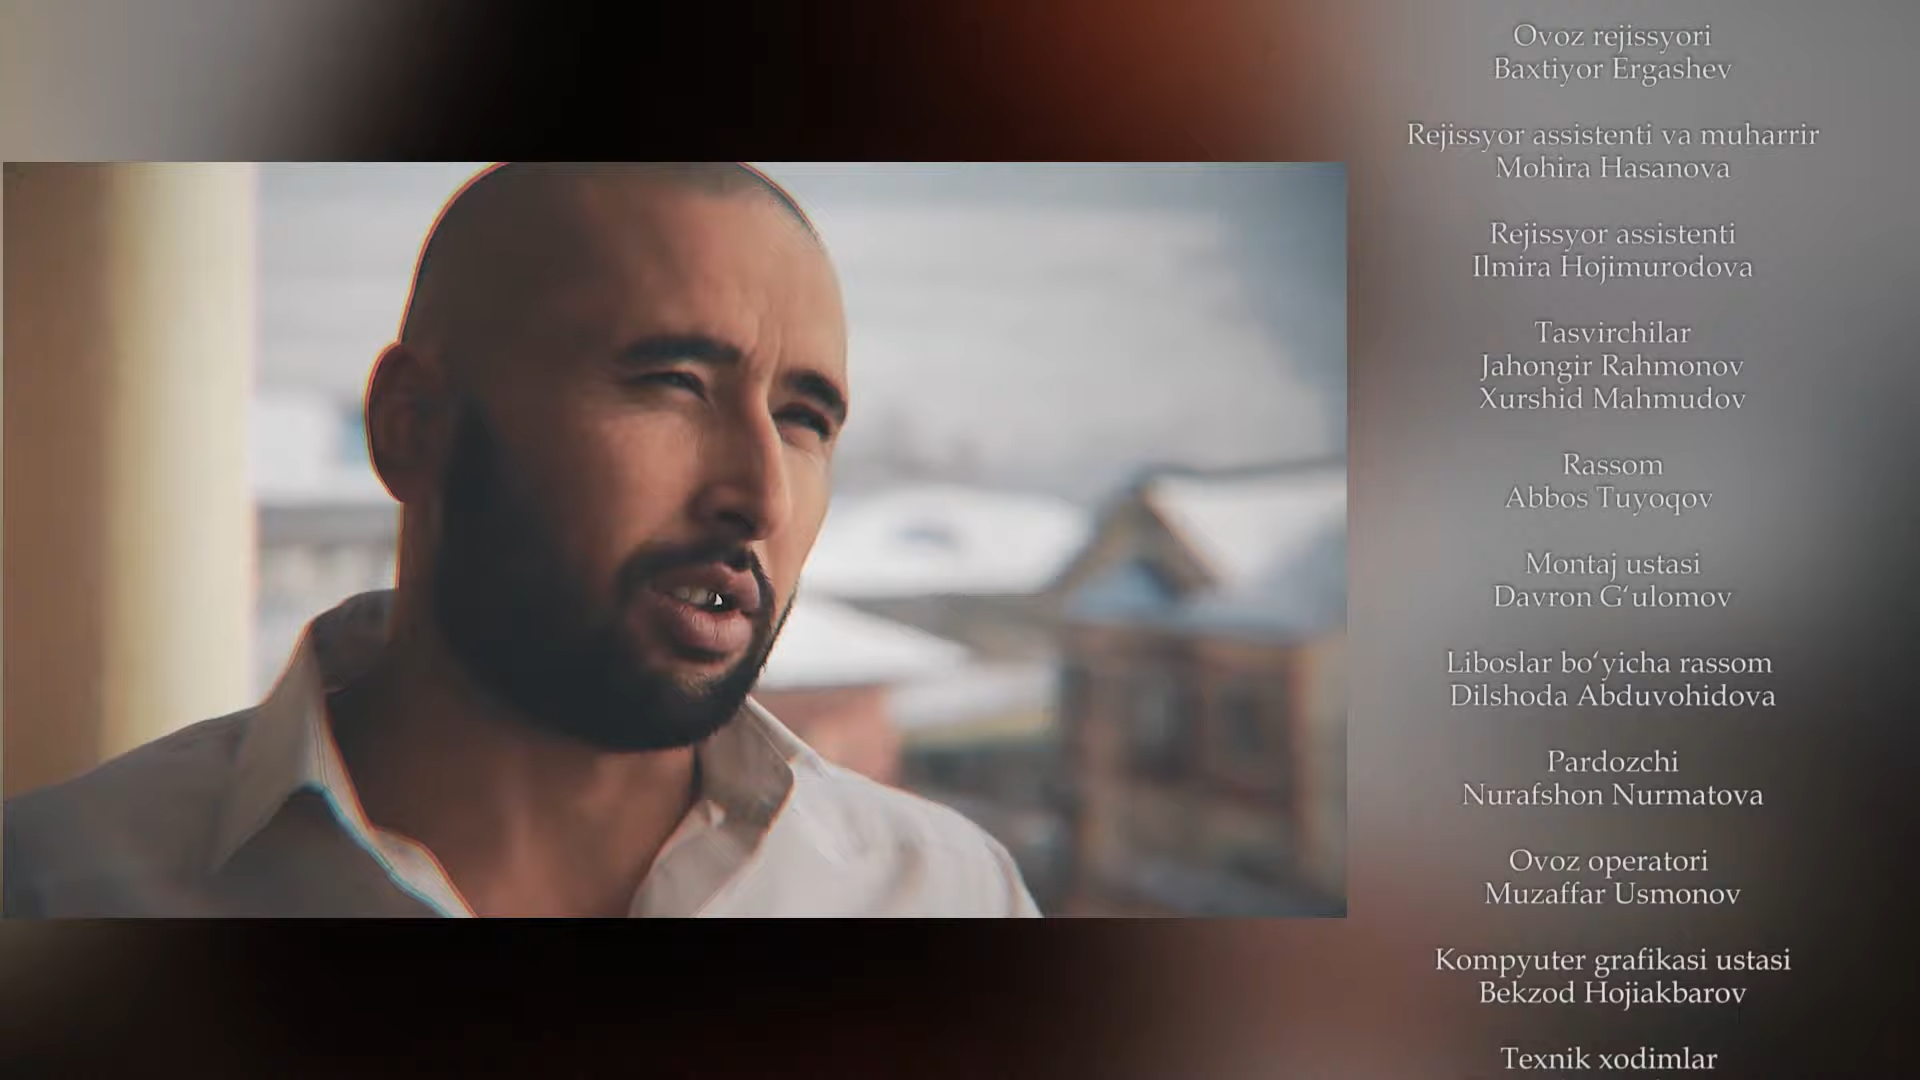 Ovoz rejissyori
Baxtiyor Ergashev
Rejissyor assistenti va muharrir
Mohira Hasanova
Rejissyor assistenti
Ilmira Hojimurodova
Tasvirchilar
Jahongir Rahmonov
Xurshid Mahmudov
Rassom
Abbos Tuyoqov
Montaj ustasi
Davron G‘ulomov
Liboslar bo‘yicha rassom
Dilshoda Abduvohidova
Pardozchi
Nurafshon Nurmatova
Ovoz operatori
Muzaffar Usmonov
Kompyuter grafikasi ustasi
Bekzod Hojiakbarov
Texnik xodimlar